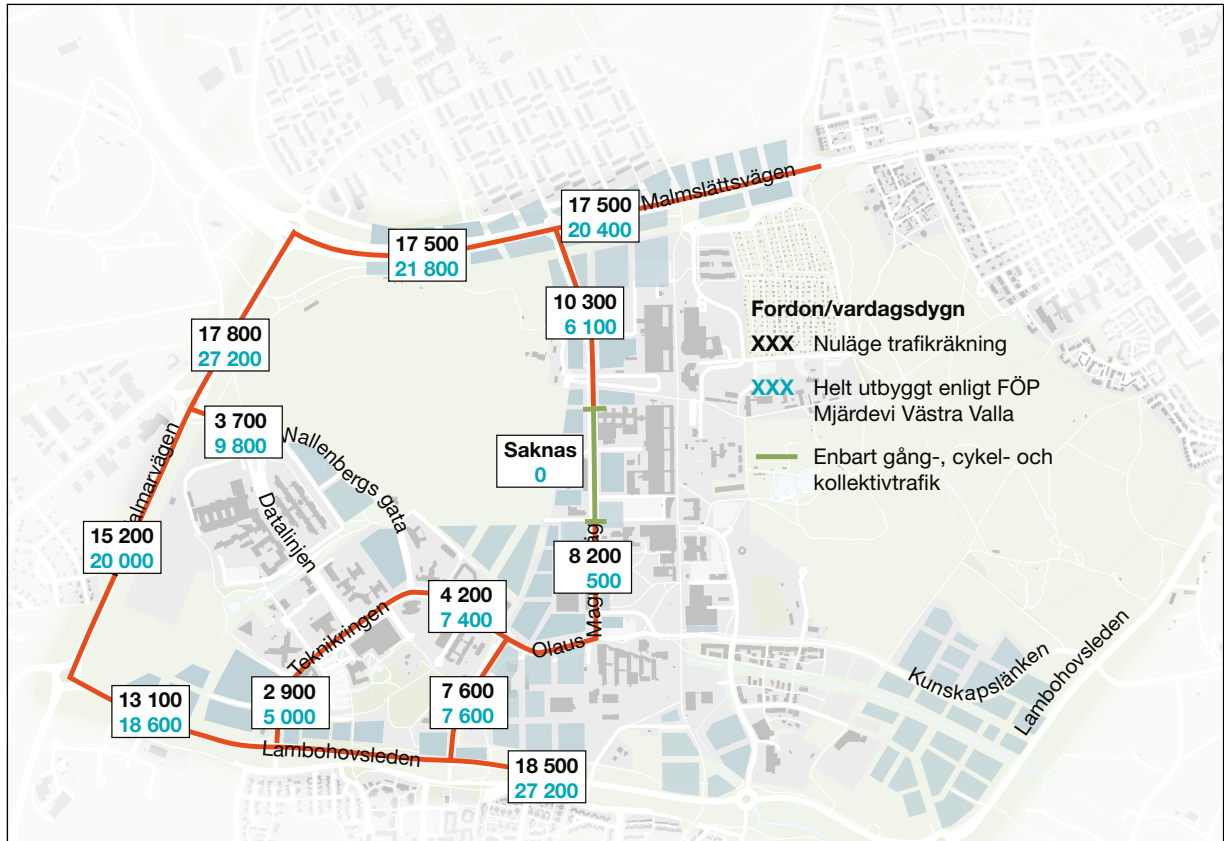 Malmslättsvägen
17 500
20 400
17 500
21 800
10 300
6 100
Fordon/vardagsdygn
XXX Nuläge trafikräkning
XXX Helt utbyggt enligt FÖP
Mjärdevi Västra Valla
Enbart gång-, cykel- och
kollektivtrafik
17 800
27 200
3 700
9 800
Nallenbergs gata
Saknas
0
almarvägen
Datalinjen
15 200
20 000
8 200
500
4 200
7 400
Teknikringen
Olaus Mag
äg
13 100
18 600
2 900
5 000
7 600
7 600
Kunskapslänken
Lambohovsleden
Lambohovsleden
18 500
27 200